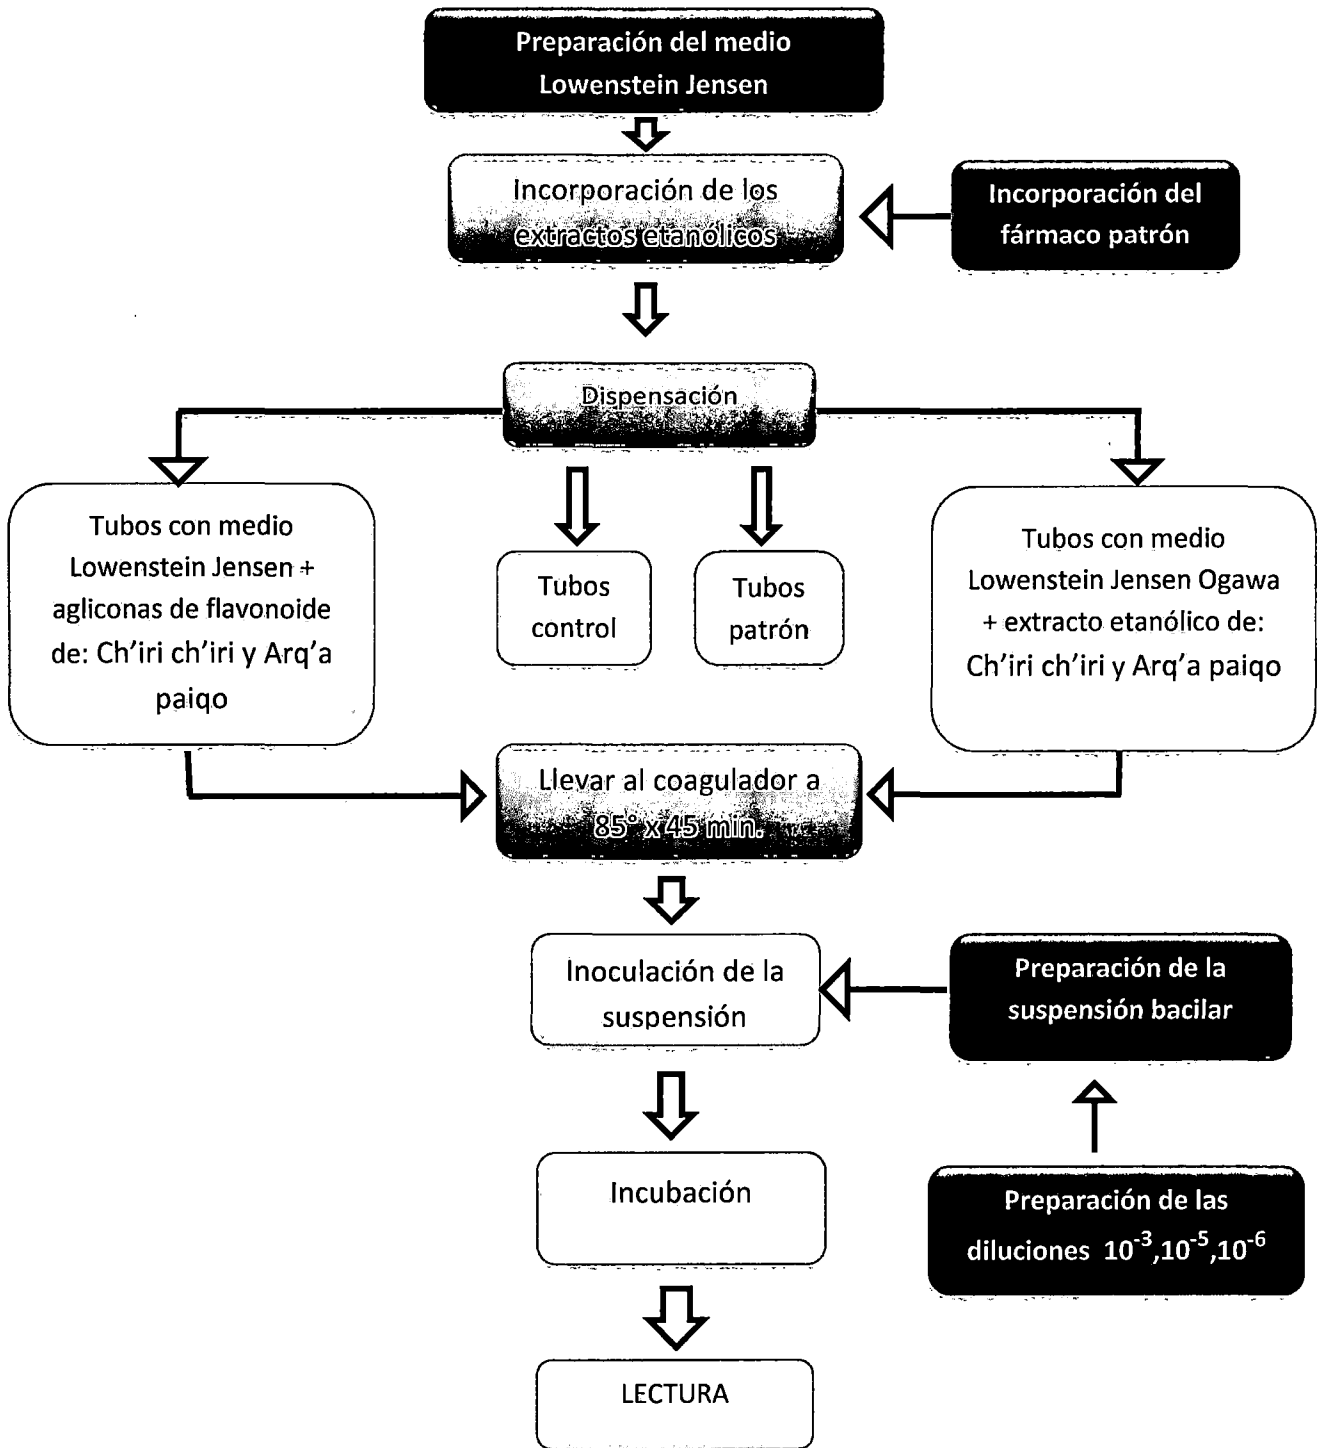 Preparación del medio
Lowenstein Jensen
Incorporación de los
extractos etanólicos
Incorporación del
fármaco patrón
Dispensación
Tubos con medio
Lowenstein Jensen +
agliconas de flavonoide
de: Ch'iri ch'iri y Arq'a
paiqo
Tubos
control
Tubos
patrón
Tubos con medio
Lowenstein Jensen Ogawa
+ extracto etanólico de:
Ch'iri ch'iri y Arq'a paiqo
Llevar al coagulador a
85° x 45 min.
Inoculación de la
suspensión
Preparación de la
suspensión bacilar
Incubación
Preparación de las
diluciones 10⁻³,10⁻⁵,10⁻⁶
LECTURA